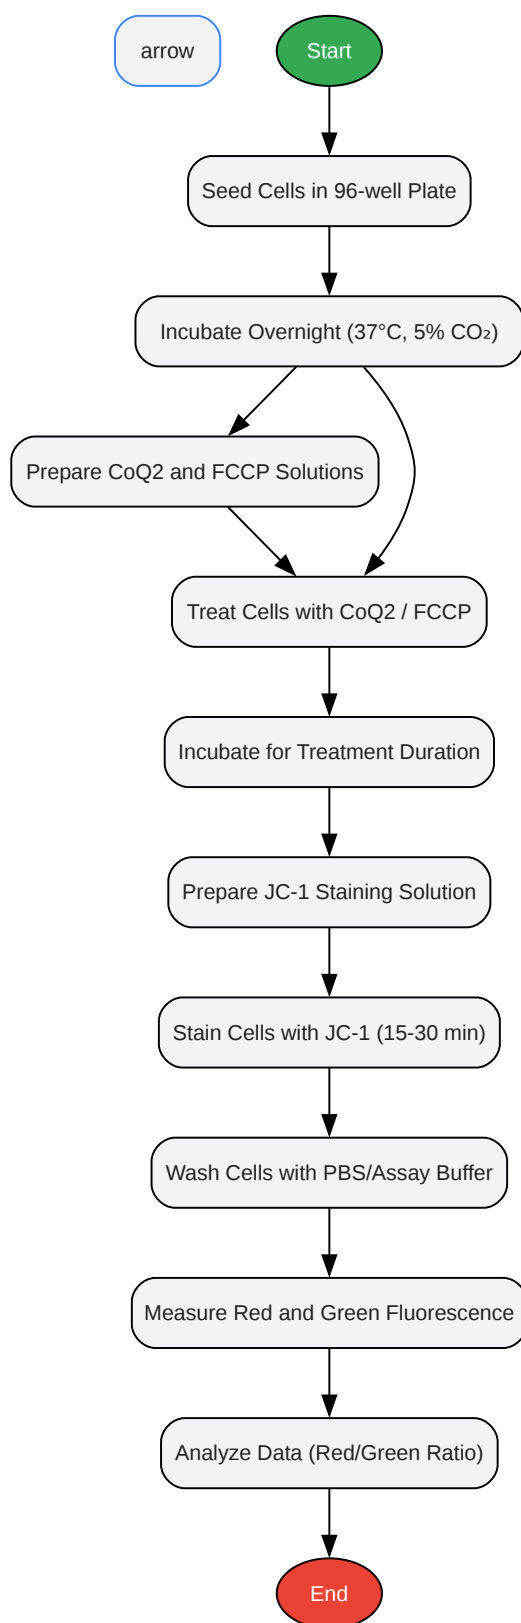 arrow
Start
Seed Cells in 96-well Plate
Incubate Overnight (37°C, 5% CO₂)
Prepare CoQ2 and FCCP Solutions
Treat Cells with CoQ2 / FCCP
Incubate for Treatment Duration
Prepare JC-1 Staining Solution
Stain Cells with JC-1 (15-30 min)
Wash Cells with PBS/Assay Buffer
Measure Red and Green Fluorescence
Analyze Data (Red/Green Ratio)
End